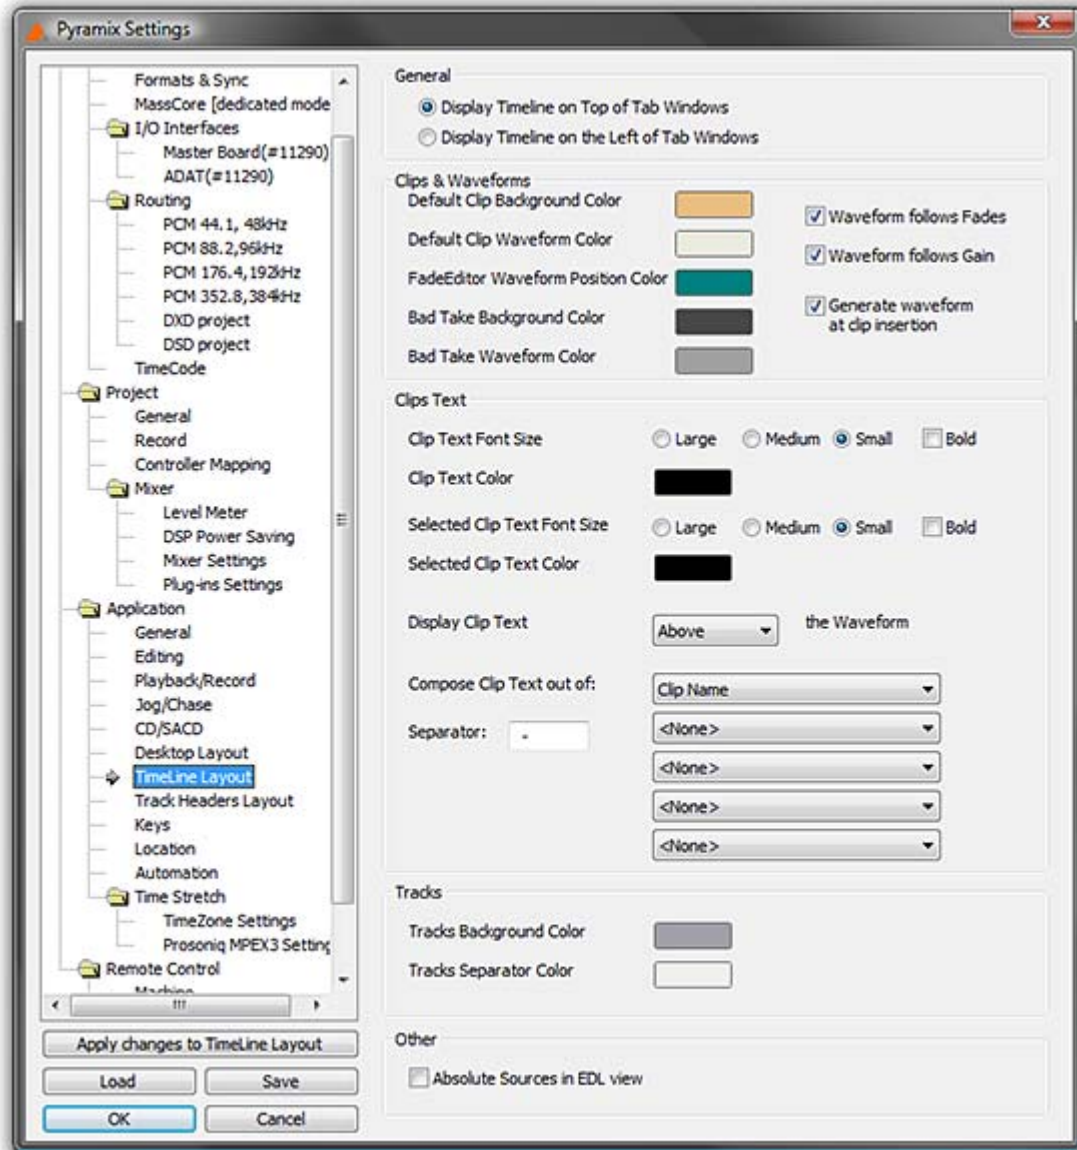 Pyramix Settings
Formats & Sync
MassCore [dedicated mode
I/O Interfaces
Master Board(#11290)
ADAT(#11290)
Routing
PCM 44.1, 48kHz
PCM 88.2,96kHz
PCM 176.4,192kHz
PCM 352.8,384kHz
DXD project
DSD project
TimeCode
Project
General
Record
Controller Mapping
Mixer
Level Meter
DSP Power Saving
Mixer Settings
Plug-ins Settings
Application
General
Editing
Playback/Record
Jog/Chase
CD/SACD
Desktop Layout
TimeLine Layout
Track Headers Layout
Keys
Location
Automation
Time Stretch
TimeZone Settings
Prosoniq MPEX3 Setting
Remote Control
Machine
Apply changes to TimeLine Layout
Load Save
OK Cancel
General
Display Timeline on Top of Tab Windows
Display Timeline on the Left of Tab Windows
Clips & Waveforms
Default Clip Background Color
Default Clip Waveform Color
FadeEditor Waveform Position Color
Bad Take Background Color
Bad Take Waveform Color
Waveform follows Fades
Waveform follows Gain
Generate waveform
at clip insertion
Clips Text
Clip Text Font Size Large Medium Small Bold
Clip Text Color
Selected Clip Text Font Size Large Medium Small Bold
Selected Clip Text Color
Display Clip Text Above the Waveform
Compose Clip Text out of: Clip Name
Separator: - <None>
<None>
<None>
<None>
Tracks
Tracks Background Color
Tracks Separator Color
Other
Absolute Sources in EDL view